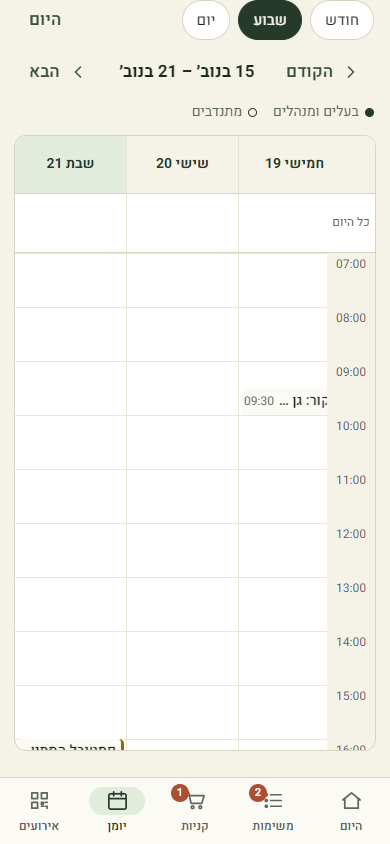 חודש
שבוע
יום
היום
הקודם
15 בנוב׳ – 21 בנוב׳
הבא
בעלים ומנהלים
מתנדבים
חמישי 19
שישי 20
שבת 21
כל היום
07:00
08:00
09:00
קור: גן ... 09:30
10:00
11:00
12:00
13:00
14:00
15:00
16:00
היום
משימות 2
קניות 1
יומן
אירועים